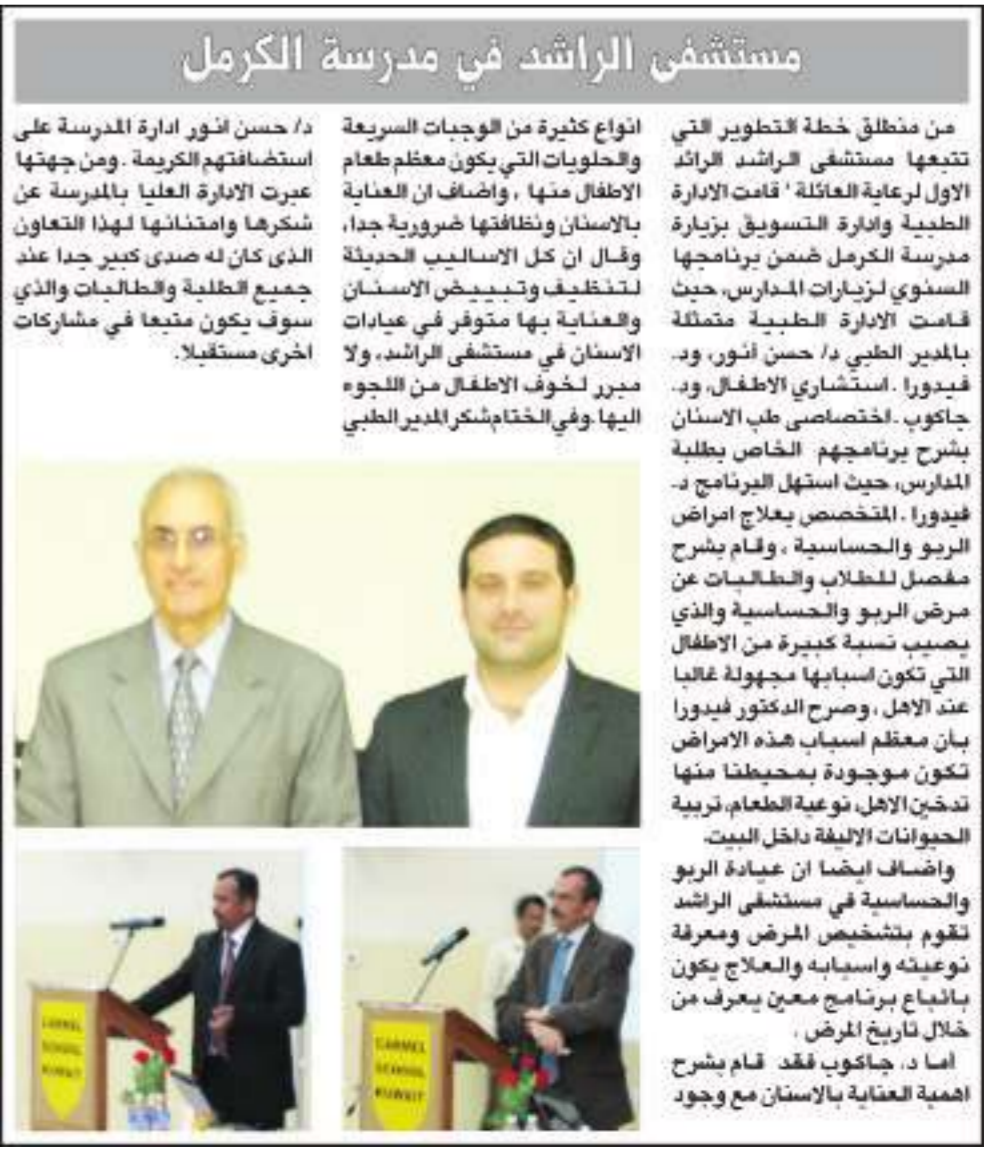 مستشفى الراشد في مدرسة الكرمل
من منطلق خطة التطوير التي
تتبعها مستشفى الراشد الرائد
الاول لرعاية العائلة ' قامت الادارة
الطبية وادارة التسويق بزيارة
مدرسة الكرمل ضمن برنامجها
السنوي لزيارات المدارس، حيث
قامت الادارة الطبية متمثلة
بالمدير الطبي د/ حسن أنور، ود.
فيدورا . استشاري الاطفال، ود.
جاكوب . اختصاصى طب الاسنان
بشرح برنامجهم الخاص بطلبة
المدارس، حيث استهل البرنامج د.
فيدورا . المتخصص بعلاج امراض
الربو والحساسية ، وقام بشرح
مفصل للطلاب والطالبات عن
مرض الربو والحساسية والذي
يصيب نسبة كبيرة من الاطفال
التي تكون اسبابها مجهولة غالبا
عند الاهل ، وصرح الدكتور فيدورا
بأن معظم اسباب هذه الامراض
تكون موجودة بمحيطنا منها
تدخين الاهل، نوعية الطعام، تربية
الحيوانات الاليفة داخل البيت.
واضاف ايضا ان عيادة الربو
والحساسية في مستشفى الراشد
تقوم بتشخيص المرض ومعرفة
نوعيته واسبابه والعلاج يكون
باتباع برنامج معين يعرف من
خلال تاريخ المرض .
أما د. جاكوب فقد قام بشرح
اهمية العناية بالاسنان مع وجود
انواع كثيرة من الوجبات السريعة
والحلويات التي يكون معظم طعام
الاطفال منها ، واضاف ان العناية
بالاسنان ونظافتها ضرورية جدا،
وقال ان كل الاساليب الحديثة
لتنظيف وتبييض الاسنان
والعناية بها متوفر في عيادات
الاسنان في مستشفى الراشد، ولا
مبرر لخوف الاطفال من اللجوء
اليها .وفي الختام شكر المدير الطبي
د/ حسن انور ادارة المدرسة على
استضافتهم الكريمة . ومن جهتها
عبرت الادارة العليا بالمدرسة عن
شكرها وامتنانها لهذا التعاون
الذى كان له صدى كبير جدا عند
جميع الطلبة والطالبات والذي
سوف يكون متبعا في مشاركات
اخرى مستقبلا.
CARMEL
SCHOOL
KUWAIT
CARMEL
SCHOOL
KUWAIT